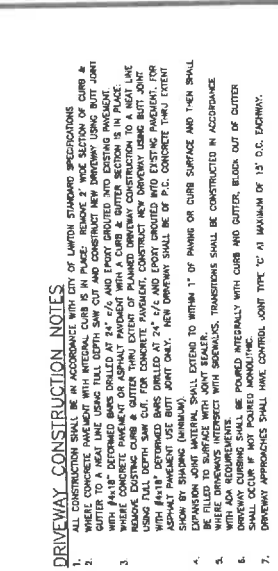 DRIVEWAY CONSTRUCTION NOTES
1. ALL CONSTRUCTION SHALL BE IN ACCORDANCE WITH CITY OF LAWTON STANDARD SPECIFICATIONS
2. WHERE CONCRETE PAVEMENT WITH INTEGRAL CURB IS IN PLACE: REMOVE 2' WIDE SECTION OF CURB &
GUTTER TO A NEAT LINE USING FULL DEPTH SAW CUT AND CONSTRUCT NEW DRIVEWAY USING BUTT JOINT
WITH #4x18" DEFORMED BARS DRILLED AT 24" c/c AND EPOXY GROUTED INTO EXISTING PAVEMENT.
3 WHERE CONCRETE PAVEMENT OR ASPHALT PAVEMENT WITH A CURB & GUTTER SECTION IS IN PLACE:
REMOVE EXISTING CURB & GUTTER THRU EXTENT OF PLANNED DRIVEWAY CONSTRUCTION TO A NEAT LINE
USING FULL DEPTH SAW CUT. FOR CONCRETE PAVEMENT, CONSTRUCT NEW DRIVEWAY USING BUTT JOINT
WITH #4x18" DEFORMED BARS DRILLED AT 24" c/c AND EPOXY GROUTED INTO EXISTING PAVEMENT. FOR
ASPHALT PAVEMENT USE BUTT JOINT ONLY. NEW DRIVEWAY SHALL BE OF P.C. CONCRETE THRU EXTENT
SHOW BY SHADING (MINIMUM).
4. EXPANSION JOINT MATERIAL SHALL EXTEND TO WITHIN 1" OF PAVING OR CURB SURFACE AND THEN SHALL
BE FILLED TO SURFACE WITH JOINT SEALER.
5. WHERE DRIVEWAYS INTERSECT WITH SIDEWALKS, TRANSITIONS SHALL BE CONSTRUCTED IN ACCORDANCE
WITH ADA REQUIREMENTS.
6. DRIVEWAY CURBING SHALL BE POURED INTEGRALLY WITH CURB AND GUTTER, BLOCK OUT OF GUTTER
SHALL OCCUR IF NOT POURED MONOLITHIC.
7. DRIVEWAY APPROACHES SHALL HAVE CONTROL JOINT TYPE 'C' AT MAXIMUM OF 15' O.C. EACHWAY.